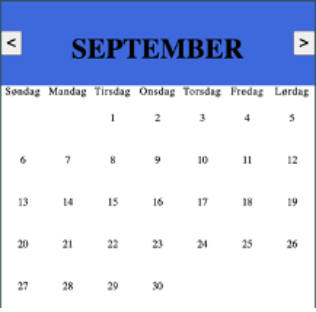 < SEPTEMBER >
Søndag Mandag Tirsdag Onsdag Torsdag Fredag Lørdag
1 2 3 4 5
6 7 8 9 10 11 12
13 14 15 16 17 18 19
20 21 22 23 24 25 26
27 28 29 30